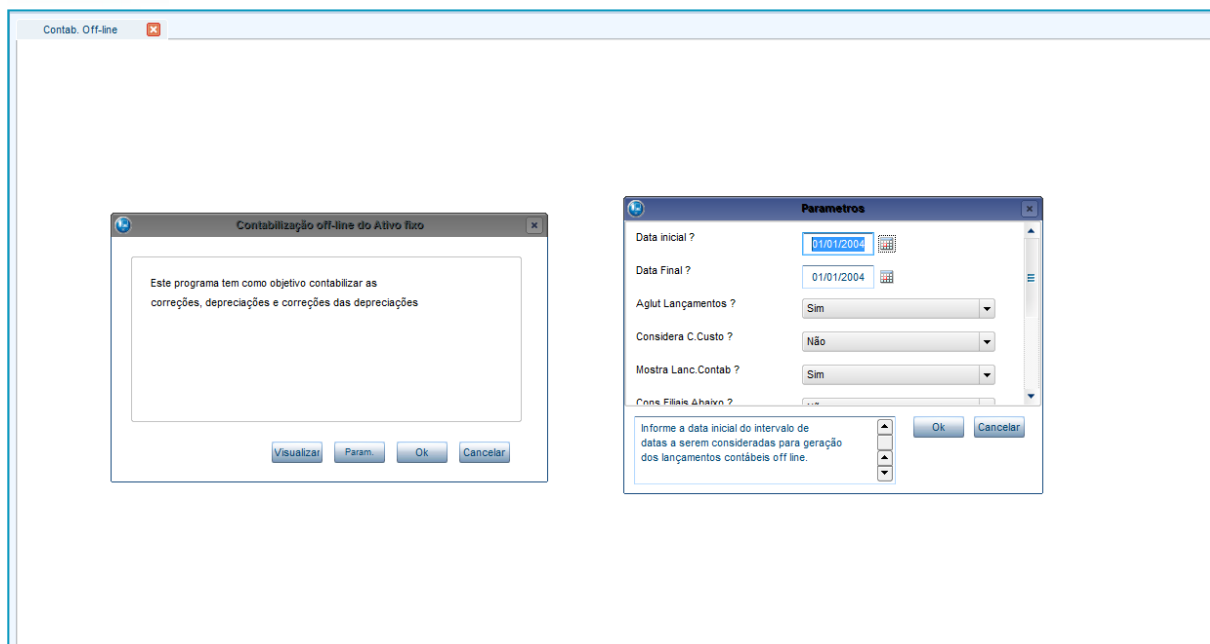 Contab. Off-line
Contabilização off-line do Ativo fixo
Este programa tem como objetivo contabilizar as
correções, depreciações e correções das depreciações
Visualizar Param. Ok Cancelar
Parametros
Data inicial ? 01/01/2004
Data Final ? 01/01/2004
Aglut Lançamentos ? Sim
Considera C.Custo ? Não
Mostra Lanc.Contab ? Sim
Cons Filiais Abaixo ?
Informe a data inicial do intervalo de
datas a serem consideradas para geração
dos lançamentos contábeis off line.
Ok Cancelar